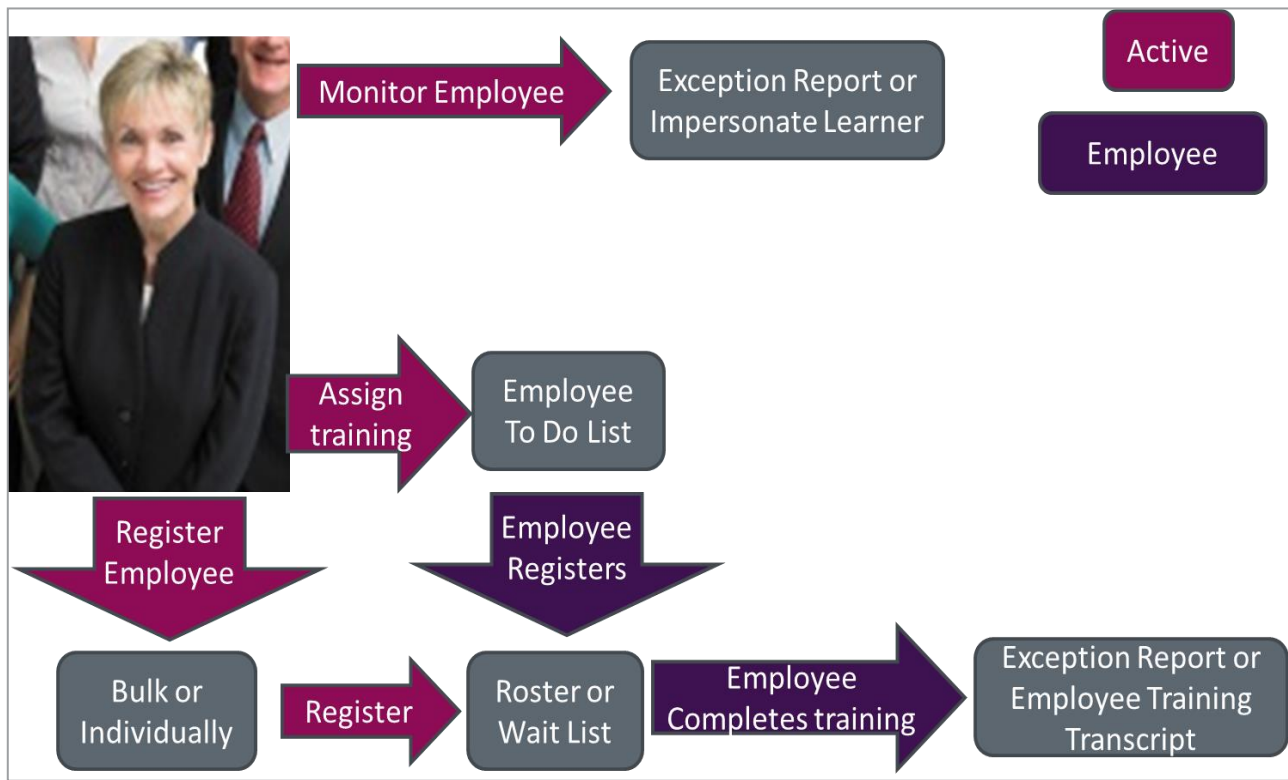 Monitor Employee
Exception Report or
Impersonate Learner
Active
Employee
Assign
training
Employee
To Do List
Register
Employee
Employee
Registers
Bulk or
Individually
Register
Roster or
Wait List
Employee
Completes training
Exception Report or
Employee Training
Transcript